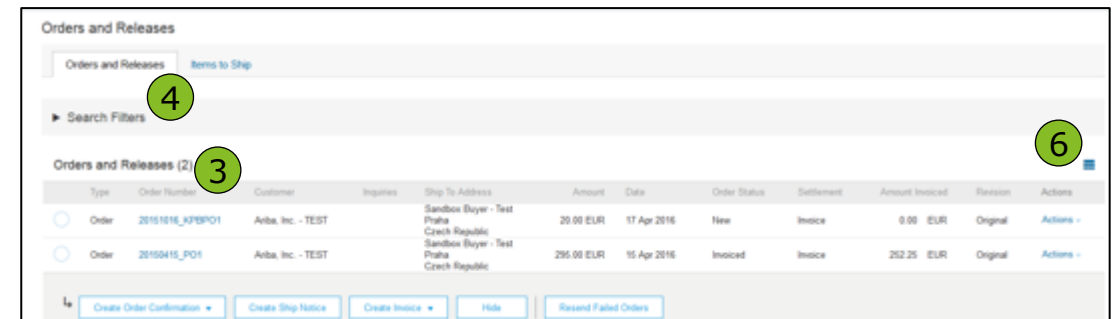 Orders and Releases
Orders and Releases Items to Ship
4
► Search Filters
6
Orders and Releases (2)
3
Type Order Number Customer Inquiries Ship To Address Amount Date Order Status Settlement Amount Invoiced Revision Actions
Order 20151016_KPBPO1 Ariba, Inc. - TEST Sandbox Buyer - Test 20.00 EUR 17 Apr 2016 New Invoice 0.00 EUR Original Actions
Praha
Czech Republic
Order 20150415_PO1 Ariba, Inc. - TEST Sandbox Buyer - Test 295.00 EUR 15 Apr 2016 Invoiced Invoice 252.25 EUR Original Actions
Praha
Czech Republic
Create Order Confirmation Create Ship Notice Create Invoice Hide Resend Failed Orders